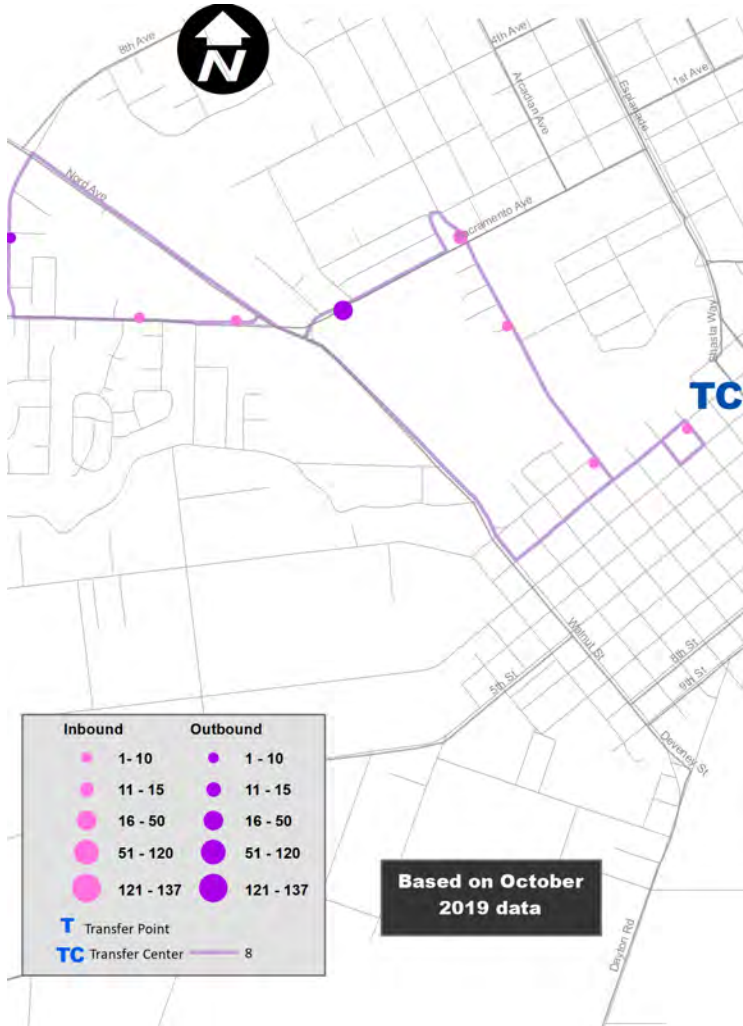 8th Ave
N
4th Ave
Arcadian Ave
Esplanade
1st Ave
Nord Ave
cramento Ave
Shasta Way
TC
Walnut St
5th St
8th St
9th St
Deveney St
Dayton Rd
Inbound Outbound
1 - 10 1 - 10
11 - 15 11 - 15
16 - 50 16 - 50
51 - 120 51 - 120
121 - 137 121 - 137
T Transfer Point
TC Transfer Center 8
Based on October
2019 data